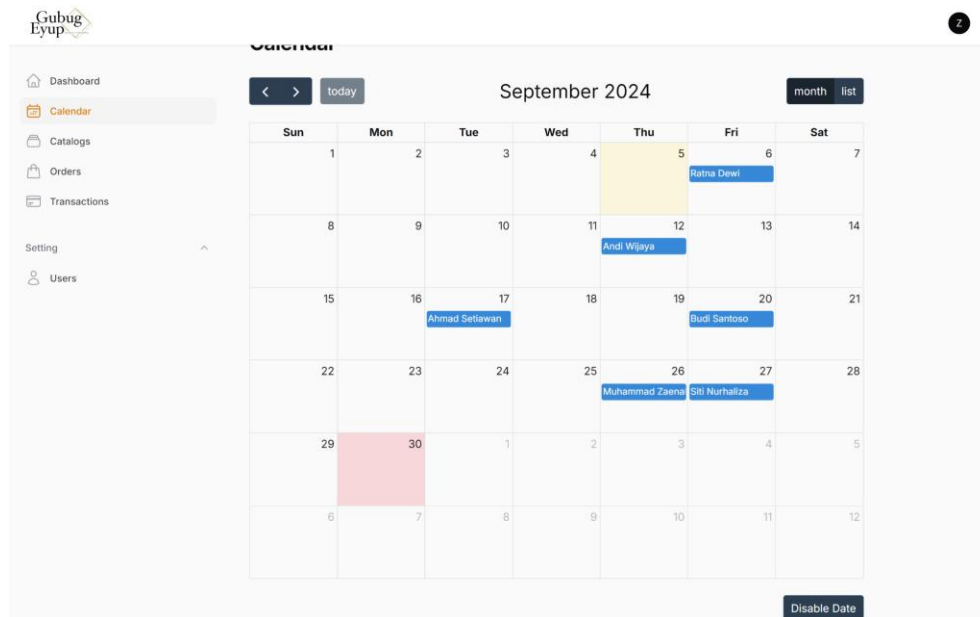 Gubug
Eyup
Z
Calendar
Dashboard
Calendar
Catalogs
Orders
Transactions
Setting
Users
< > today
September 2024
month list
Sun Mon Tue Wed Thu Fri Sat
1 2 3 4 5 6 7
Ratna Dewi
8 9 10 11 12 13 14
Andi Wijaya
15 16 17 18 19 20 21
Ahmad Setiawan Budi Santoso
22 23 24 25 26 27 28
Muhammad Zaenal Siti Nurhaliza
29 30 1 2 3 4 5
6 7 8 9 10 11 12
Disable Date